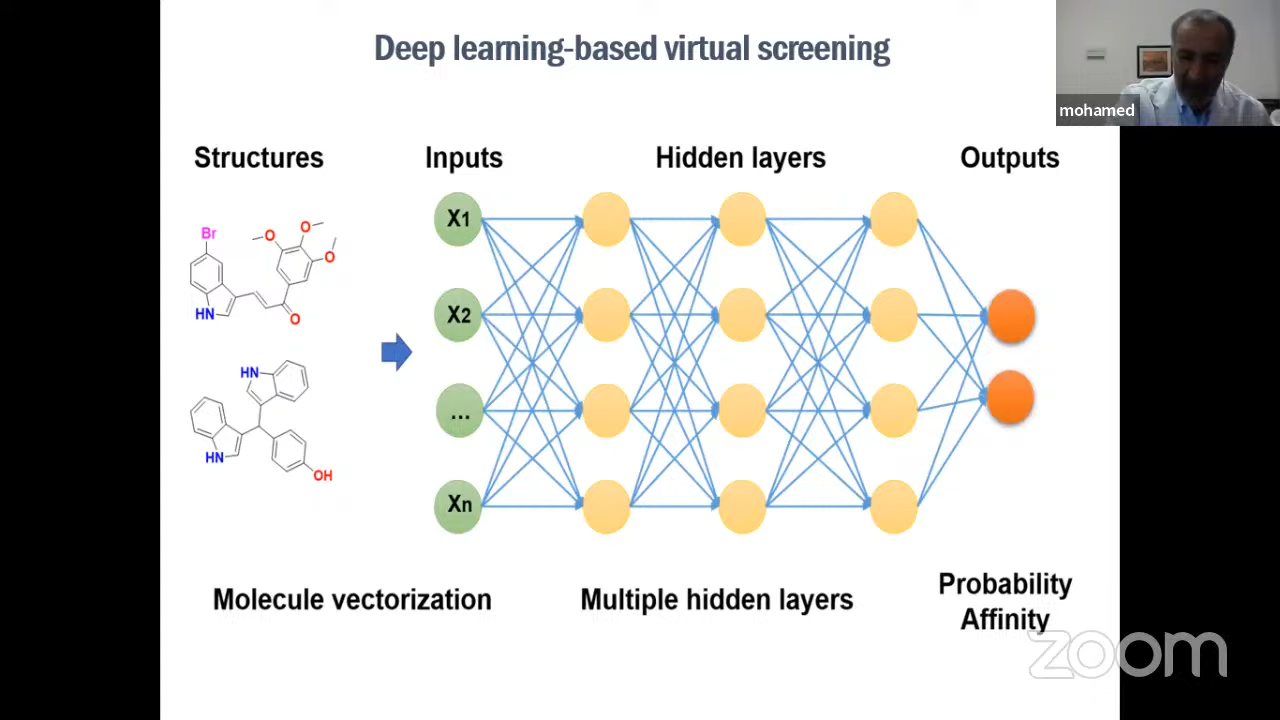 Deep learning-based virtual screening
mohamed
Structures
Inputs
Hidden layers
Outputs
X1
X2
...
Xn
Br
O
O
O
HN
O
HN
HN
OH
Molecule vectorization
Multiple hidden layers
Probability
Affinity
zoom